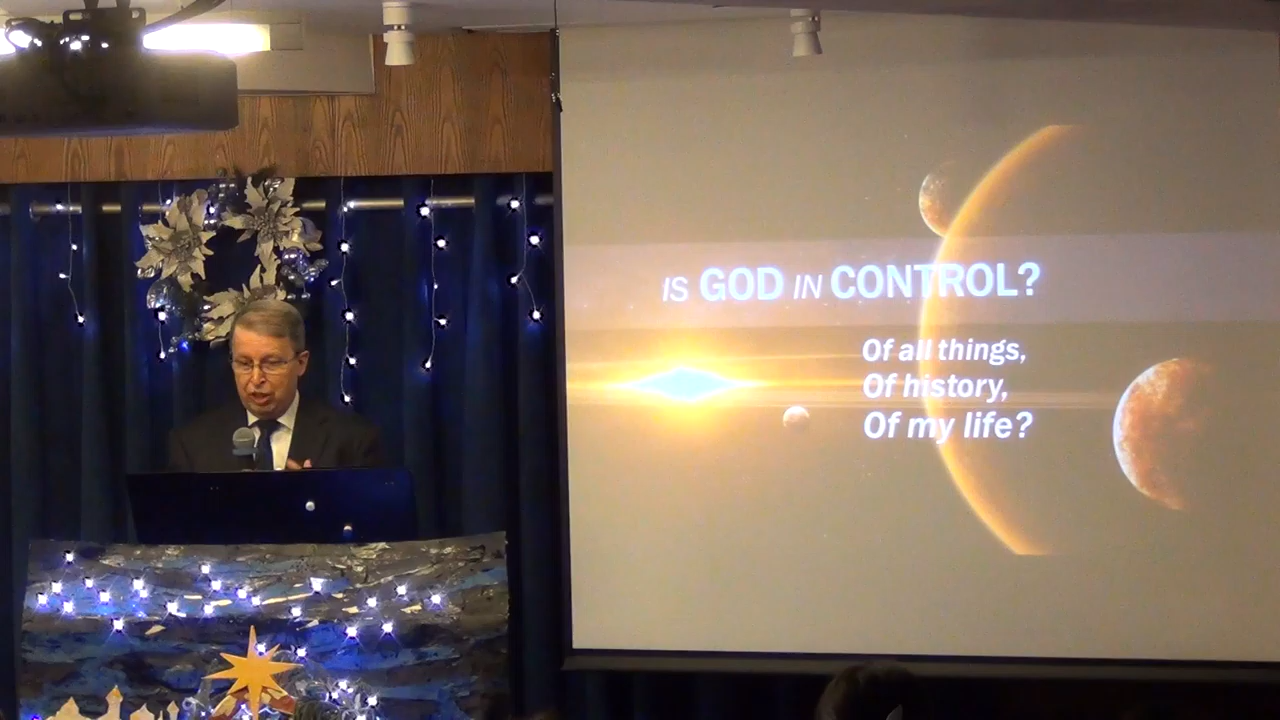 IS GOD IN CONTROL?
Of all things,
Of history,
Of my life?